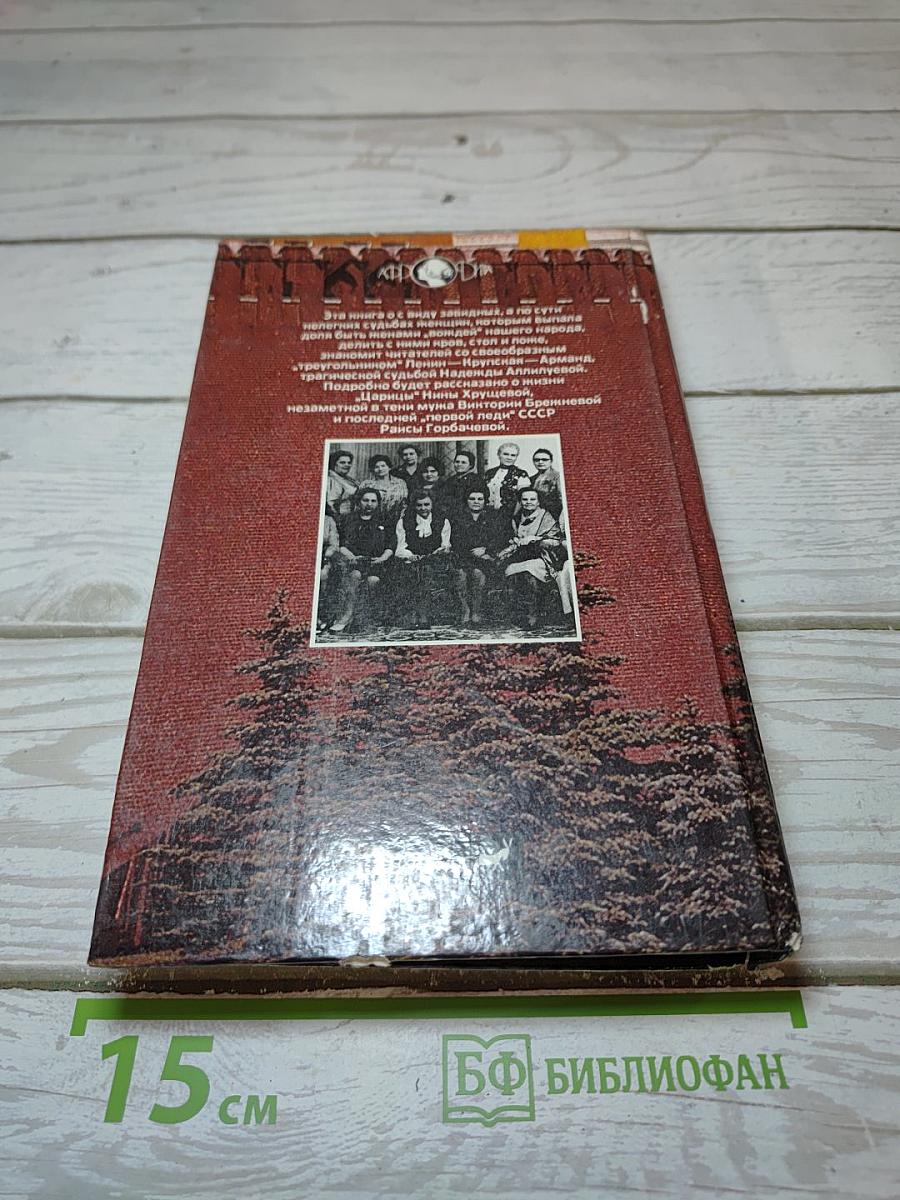 АФРОДИТА
Эта книга о с виду завидных, а по сути
нелегких судьбах женщин, которым выпала
доля быть женами „вождей" нашего народа,
делить с ними кров, стол и ложе,
знакомит читателей со своеобразным
„треугольником" Ленин—Крупская—Арманд,
трагической судьбой Надежды Аллилуевой.
Подробно будет рассказано о жизни
„Царицы" Нины Хрущевой,
незаметной в тени мужа Виктории Брежневой
и последней „первой леди" СССР
Раисы Горбачевой.
15 см
БФ БИБЛИОФАН